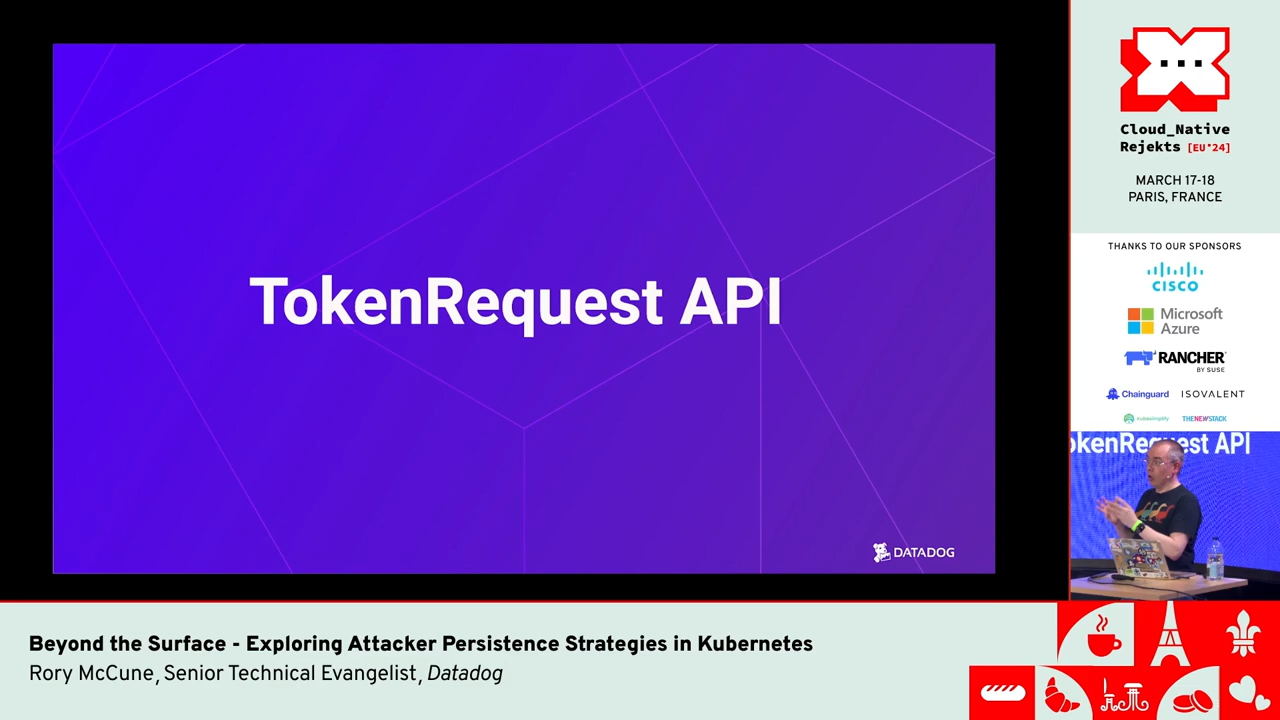 TokenRequest API
DATADOG
Cloud_Native
Rejekts [EU'24]
MARCH 17-18
PARIS, FRANCE
THANKS TO OUR SPONSORS
CISCO
Microsoft
Azure
RANCHER
BY SUSE
Chainguard ISOVALENT
kubesimplify THENEWSTACK
okenRequest API
Beyond the Surface - Exploring Attacker Persistence Strategies in Kubernetes
Rory McCune, Senior Technical Evangelist, Datadog